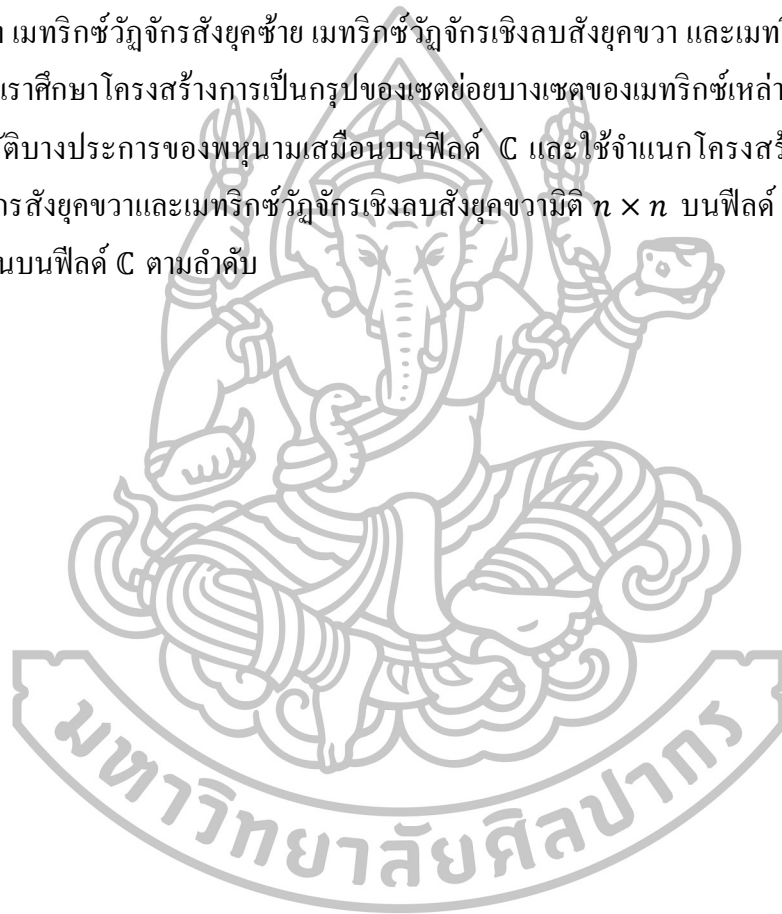 เมทริกซ์วัฏจักรสังยุคซ้าย เมทริกซ์วัฏจักรเชิงลบสังยุคขวา และเมท
เราศึกษาโครงสร้างการเป็นกรุปของเซตย่อยบางเซตของเมทริกซ์เหล่า
ติบางประการของพหุนามเสมือนบนฟีลด์ ℂ และใช้จำแนกโครงสร้
กรสังยุคขวาและเมทริกซ์วัฏจักรเชิงลบสังยุคขวามิติ n × n บนฟีลด์
นบนฟีลด์ ℂ ตามลำดับ
มหาวิทยาลัยศิลปากร